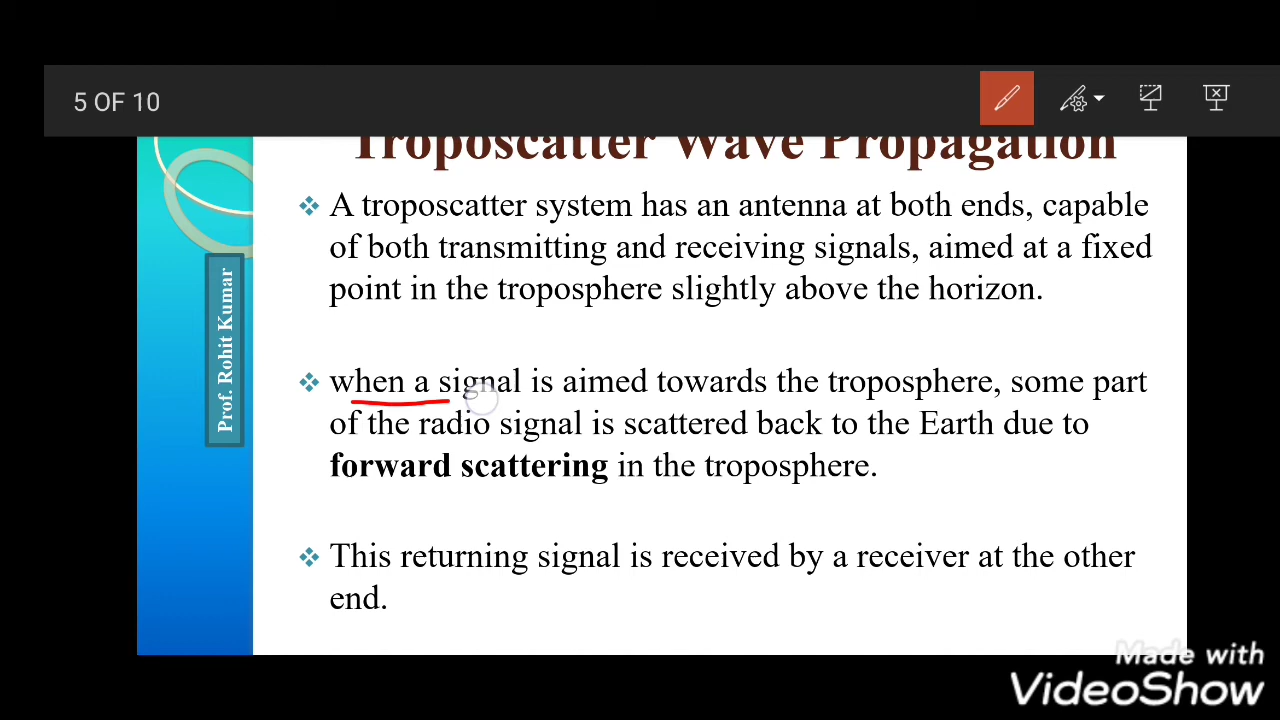 5 OF 10
Troposcatter Wave Propagation
A troposcatter system has an antenna at both ends, capable
of both transmitting and receiving signals, aimed at a fixed
point in the troposphere slightly above the horizon.
when a signal is aimed towards the troposphere, some part
of the radio signal is scattered back to the Earth due to
forward scattering in the troposphere.
This returning signal is received by a receiver at the other
end.
Prof. Rohit Kumar
Made with
VideoShow